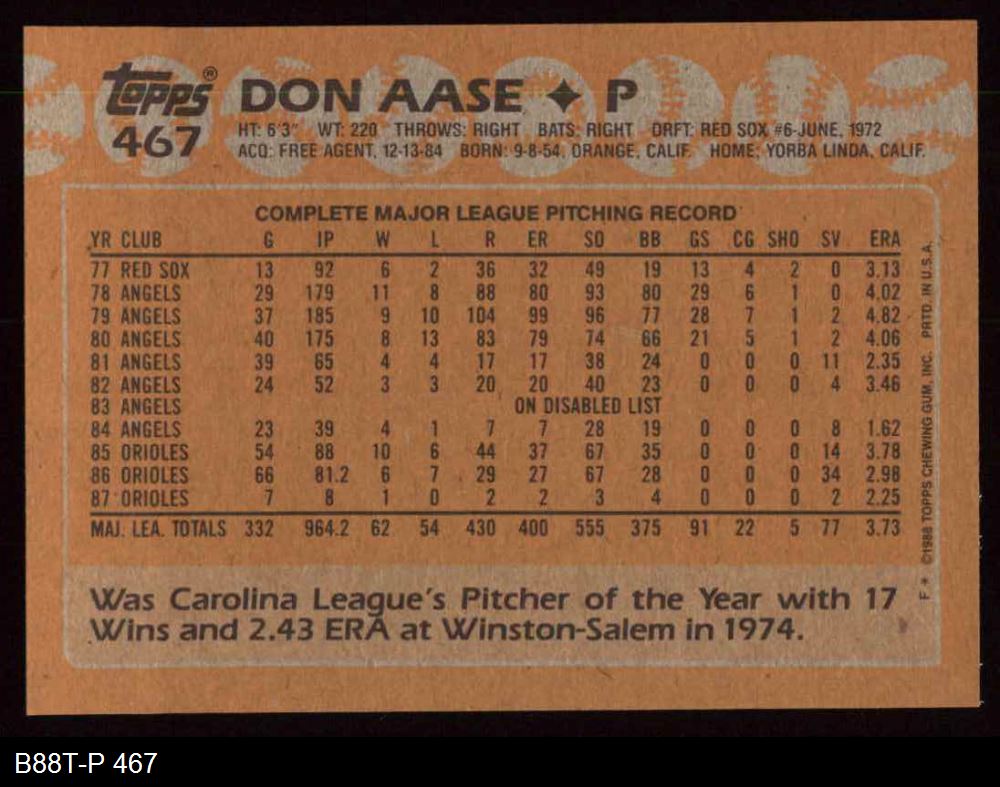 topps® DON AASE ✦ P
467 HT: 6'3" WT: 220 THROWS: RIGHT BATS: RIGHT DRFT: RED SOX #6-JUNE, 1972
ACQ: FREE AGENT, 12-13-84 BORN: 9-8-54, ORANGE, CALIF. HOME: YORBA LINDA, CALIF.
COMPLETE MAJOR LEAGUE PITCHING RECORD
YR CLUB G IP W L R ER SO BB GS CG SHO SV ERA
77 RED SOX 13 92 6 2 36 32 49 19 13 4 2 0 3.13
78 ANGELS 29 179 11 8 88 80 93 80 29 6 1 0 4.02
79 ANGELS 37 185 9 10 104 99 96 77 28 7 1 2 4.82
80 ANGELS 40 175 8 13 83 79 74 66 21 5 1 2 4.06
81 ANGELS 39 65 4 4 17 17 38 24 0 0 0 11 2.35
82 ANGELS 24 52 3 3 20 20 40 23 0 0 0 4 3.46
83 ANGELS ON DISABLED LIST
84 ANGELS 23 39 4 1 7 7 28 19 0 0 0 8 1.62
85 ORIOLES 54 88 10 6 44 37 67 35 0 0 0 14 3.78
86 ORIOLES 66 81.2 6 7 29 27 67 28 0 0 0 34 2.98
87 ORIOLES 7 8 1 0 2 2 3 4 0 0 0 2 2.25
MAJ. LEA. TOTALS 332 964.2 62 54 430 400 555 375 91 22 5 77 3.73
Was Carolina League's Pitcher of the Year with 17
Wins and 2.43 ERA at Winston-Salem in 1974.
F* ©1988 TOPPS CHEWING GUM, INC. PRTD. IN U.S.A.
B88T-P 467